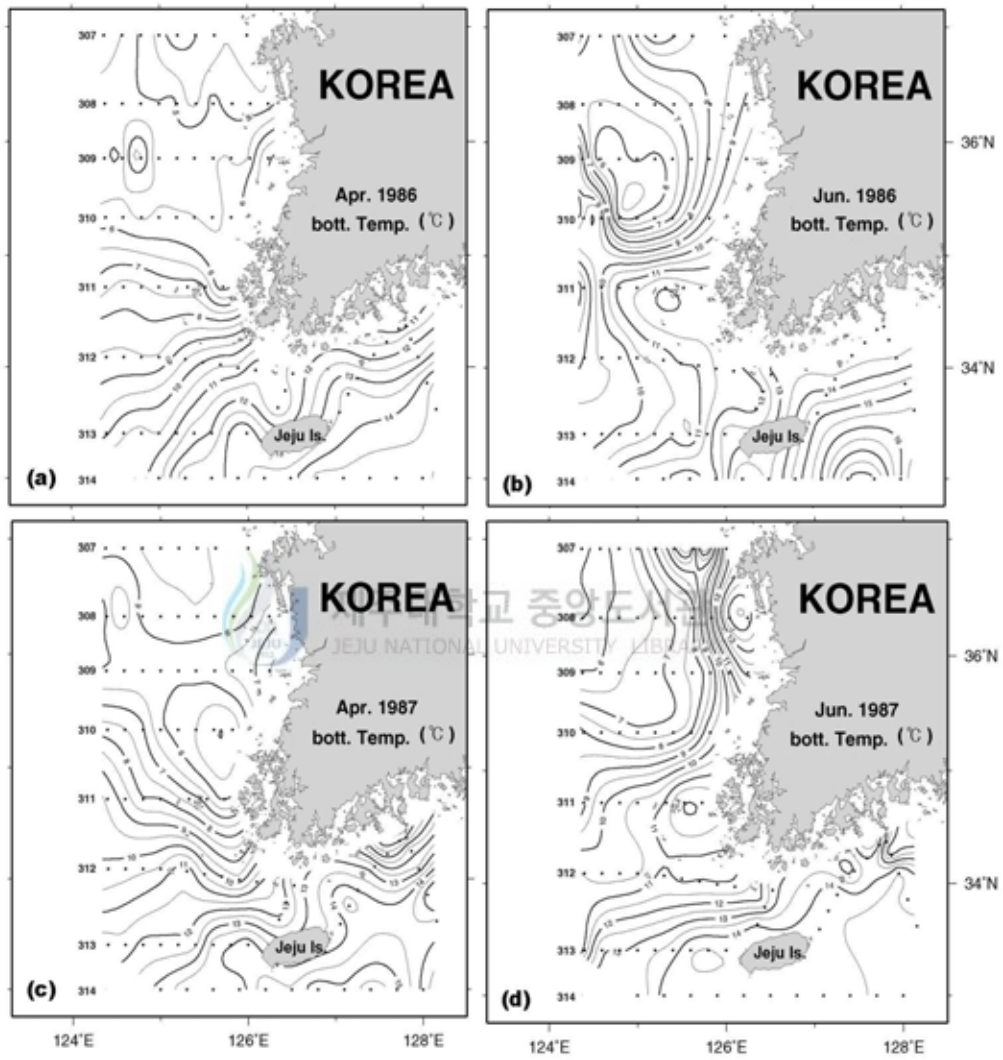 307
308
309
310
311
312
313
314
KOREA
Apr. 1986
bott. Temp. (℃)
Jeju Is.
(a)
307
308
309
310
311
312
313
314
KOREA
Jun. 1986
bott. Temp. (℃)
Jeju Is.
(b)
36°N
34°N
307
308
309
310
311
312
313
314
KOREA
Apr. 1987
bott. Temp. (℃)
Jeju Is.
(c)
307
308
309
310
311
312
313
314
KOREA
Jun. 1987
bott. Temp. (℃)
Jeju Is.
(d)
36°N
34°N
제주대학교 중앙도서관
JEJU NATIONAL UNIVERSITY LIBRARY
124°E
126°E
128°E
124°E
126°E
128°E